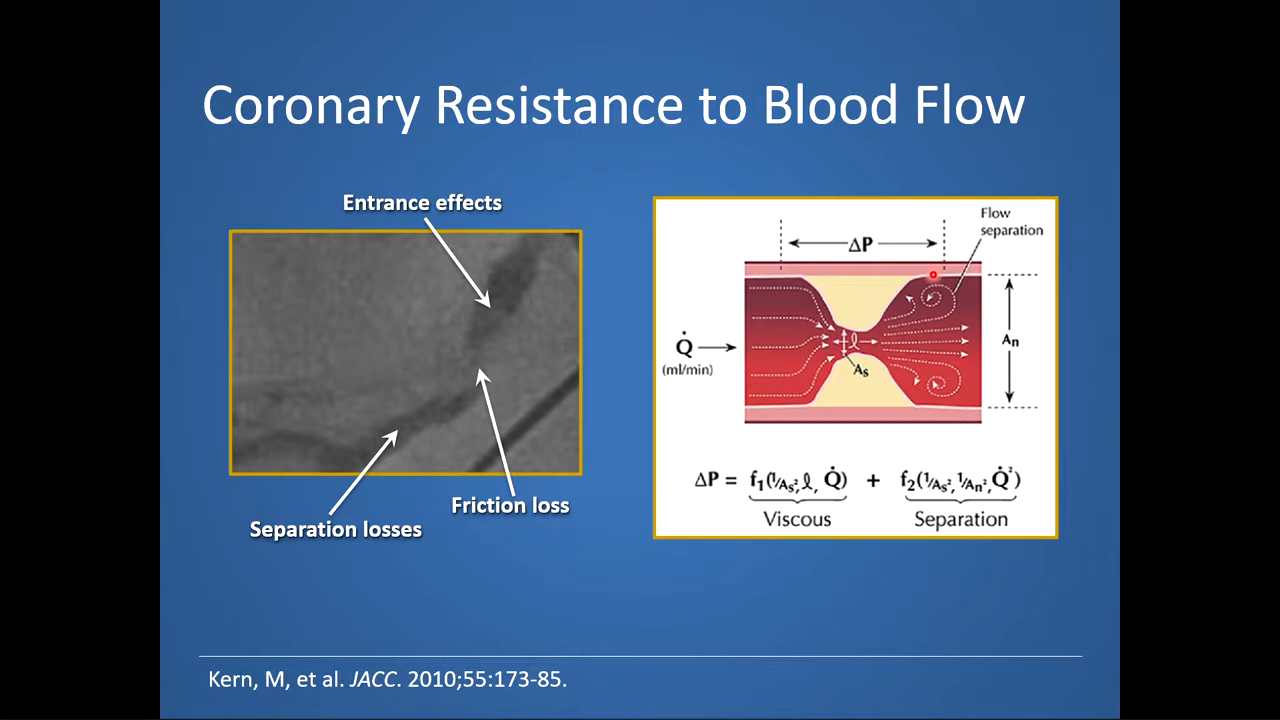 Coronary Resistance to Blood Flow
Entrance effects
Separation losses
Friction loss
Flow
separation
ΔP
Q̇
(ml/min)
ℓ
As
An
ΔP = f₁(¹/As², ℓ, Q̇) + f₂(¹/As², ¹/An², Q̇²)
Viscous Separation
Kern, M, et al. JACC. 2010;55:173-85.